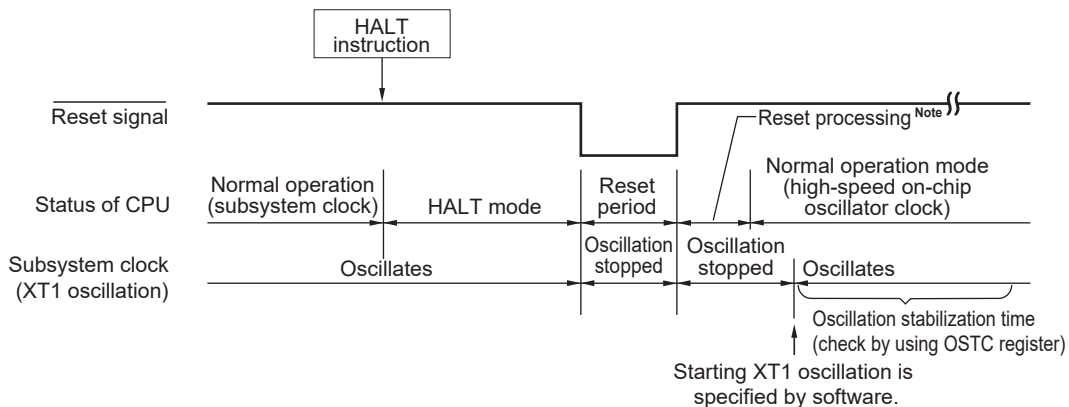 HALT
instruction
Reset signal
Reset processing Note
Status of CPU
Normal operation
(subsystem clock)
HALT mode
Reset
period
Normal operation mode
(high-speed on-chip
oscillator clock)
Subsystem clock
(XT1 oscillation)
Oscillates
Oscillation
stopped
Oscillation
stopped
Oscillates
Oscillation stabilization time
(check by using OSTC register)
Starting XT1 oscillation is
specified by software.